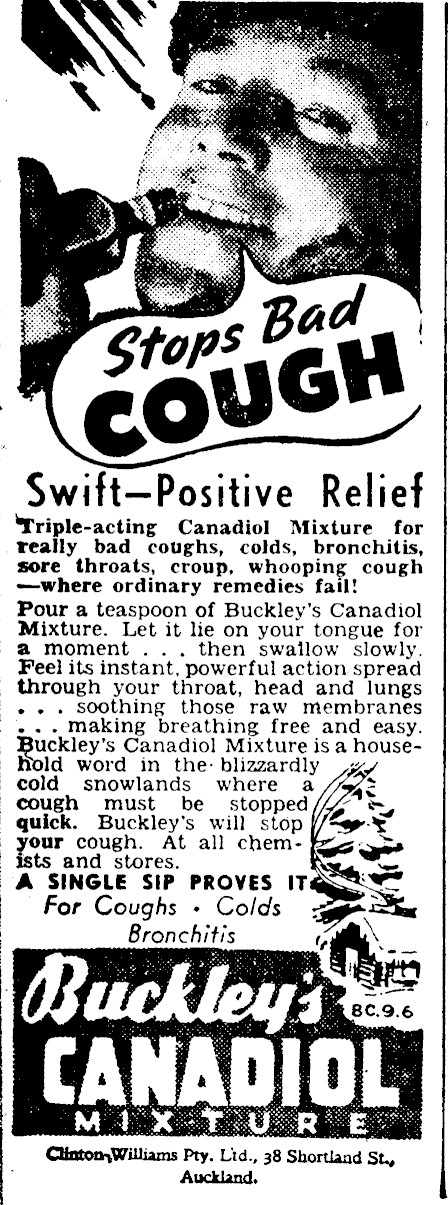 Stops Bad
COUGH
Swift—Positive Relief
Triple-acting Canadiol Mixture for
really bad coughs, colds, bronchitis,
sore throats, croup, whooping cough
—where ordinary remedies fail!
Pour a teaspoon of Buckley's Canadiol
Mixture. Let it lie on your tongue for
a moment . . . then swallow slowly.
Feel its instant, powerful action spread
through your throat, head and lungs
. . . soothing those raw membranes
. . . making breathing free and easy.
Buckley's Canadiol Mixture is a house-
hold word in the blizzardly
cold snowlands where a
cough must be stopped
quick. Buckley's will stop
your cough. At all chem-
ists and stores.
A SINGLE SIP PROVES IT.
For Coughs • Colds
Bronchitis
Buckley's
BC.9.6
CANADIOL
MIXTURE
Clinton-Williams Pty. Ltd., 38 Shortland St.,
Auckland.